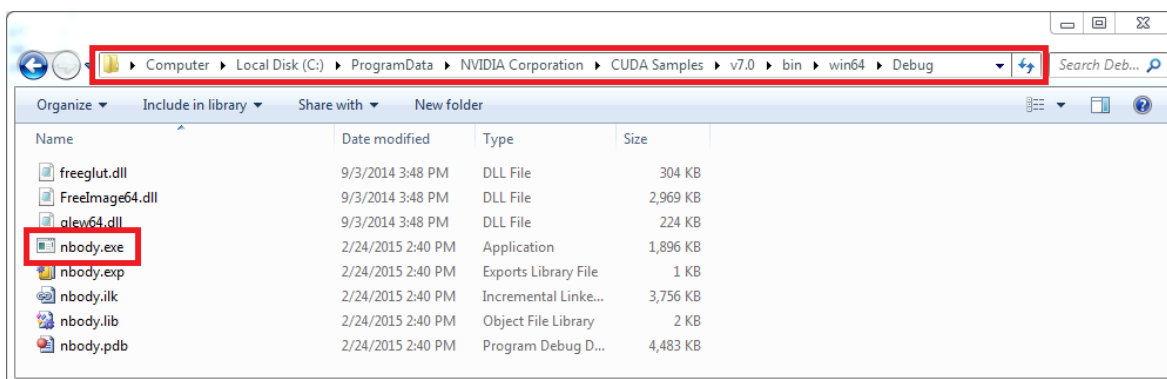 Computer Local Disk (C:) ProgramData NVIDIA Corporation CUDA Samples v7.0 bin win64 Debug Search Deb...
Organize Include in library Share with New folder
Name Date modified Type Size
freeglut.dll 9/3/2014 3:48 PM DLL File 304 KB
FreeImage64.dll 9/3/2014 3:48 PM DLL File 2,969 KB
glew64.dll 9/3/2014 3:48 PM DLL File 224 KB
nbody.exe 2/24/2015 2:40 PM Application 1,896 KB
nbody.exp 2/24/2015 2:40 PM Exports Library File 1 KB
nbody.ilk 2/24/2015 2:40 PM Incremental Linke... 3,756 KB
nbody.lib 2/24/2015 2:40 PM Object File Library 2 KB
nbody.pdb 2/24/2015 2:40 PM Program Debug D... 4,483 KB